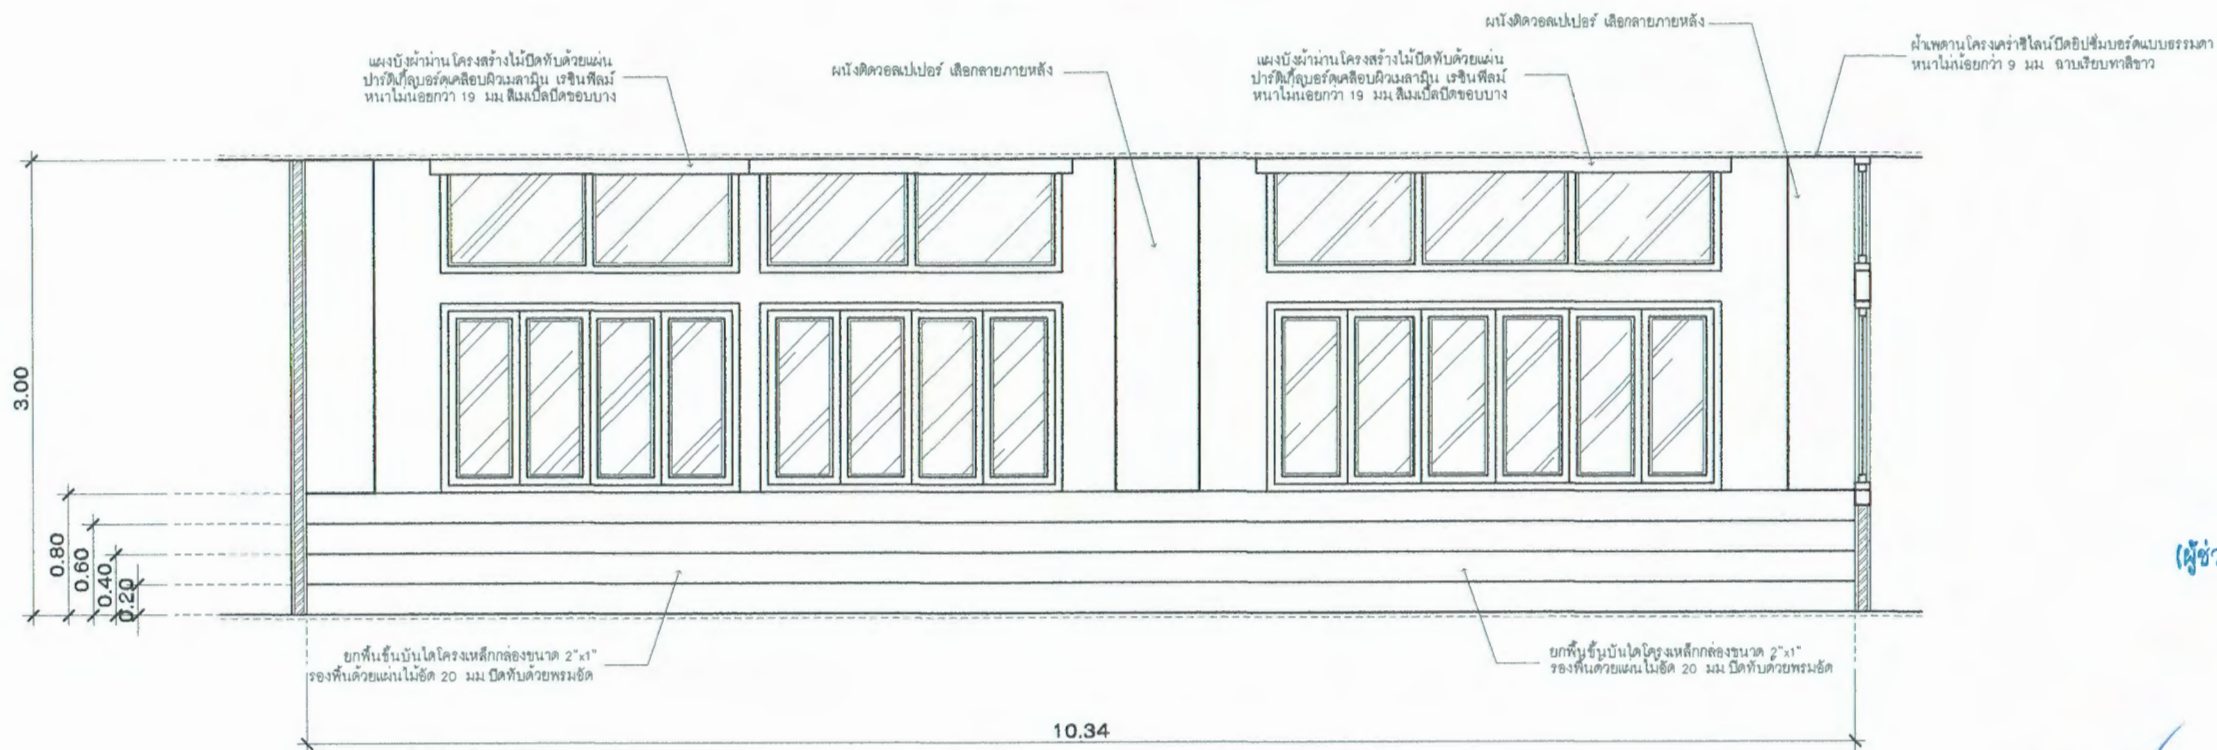 ผนังติดวอลเปเปอร์ เลือกลายภายหลัง
ฝ้าเพดานโครงเคร่าซีไลน์ปิดยิปซั่มบอร์ดแบบธรรมดา
หนาไม่น้อยกว่า 9 มม. ฉาบเรียบทาสีขาว
แผงบังผ้าม่านโครงสร้างไม้ปิดทับด้วยแผ่น
ปาร์ติเกิ้ลบอร์ดเคลือบผิวเมลามีน เรซินฟิลม์
หนาไม่น้อยกว่า 19 มม.สีเมเปิ้ลปิดขอบบาง
ผนังติดวอลเปเปอร์ เลือกลายภายหลัง
แผงบังผ้าม่านโครงสร้างไม้ปิดทับด้วยแผ่น
ปาร์ติเกิ้ลบอร์ดเคลือบผิวเมลามีน เรซินฟิลม์
หนาไม่น้อยกว่า 19 มม.สีเมเปิ้ลปิดขอบบาง
3.00
0.80
0.60
0.40
0.20
(ผู้ช่ว
ยกพื้นขั้นบันไดโครงเหล็กกล่องขนาด 2"x1"
รองพื้นด้วยแผ่นไม้อัด 20 มม.ปิดทับด้วยพรมอัด
ยกพื้นขั้นบันไดโครงเหล็กกล่องขนาด 2"x1"
รองพื้นด้วยแผ่นไม้อัด 20 มม.ปิดทับด้วยพรมอัด
10.34